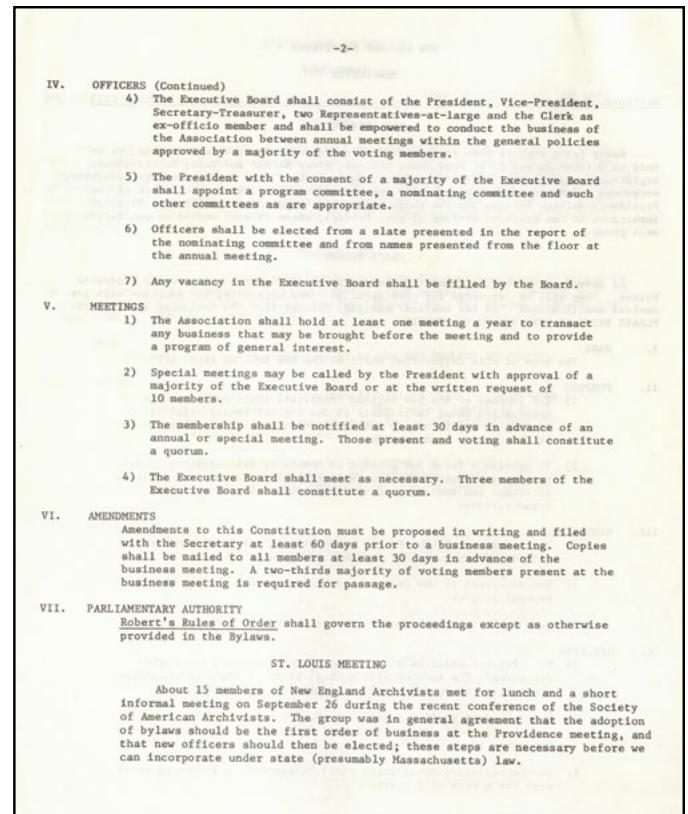 -2-
IV. OFFICERS (Continued)
4) The Executive Board shall consist of the President, Vice-President,
Secretary-Treasurer, two Representatives-at-large and the Clerk as
ex-officio member and shall be empowered to conduct the business of
the Association between annual meetings within the general policies
approved by a majority of the voting members.
5) The President with the consent of a majority of the Executive Board
shall appoint a program committee, a nominating committee and such
other committees as are appropriate.
6) Officers shall be elected from a slate presented in the report of
the nominating committee and from names presented from the floor at
the annual meeting.
7) Any vacancy in the Executive Board shall be filled by the Board.
V. MEETINGS
1) The Association shall hold at least one meeting a year to transact
any business that may be brought before the meeting and to provide
a program of general interest.
2) Special meetings may be called by the President with approval of a
majority of the Executive Board or at the written request of
10 members.
3) The membership shall be notified at least 30 days in advance of an
annual or special meeting. Those present and voting shall constitute
a quorum.
4) The Executive Board shall meet as necessary. Three members of the
Executive Board shall constitute a quorum.
VI. AMENDMENTS
Amendments to this Constitution must be proposed in writing and filed
with the Secretary at least 60 days prior to a business meeting. Copies
shall be mailed to all members at least 30 days in advance of the
business meeting. A two-thirds majority of voting members present at the
business meeting is required for passage.
VII. PARLIAMENTARY AUTHORITY
Robert's Rules of Order shall govern the proceedings except as otherwise
provided in the Bylaws.
ST. LOUIS MEETING
About 15 members of New England Archivists met for lunch and a short
informal meeting on September 26 during the recent conference of the Society
of American Archivists. The group was in general agreement that the adoption
of bylaws should be the first order of business at the Providence meeting, and
that new officers should then be elected; these steps are necessary before we
can incorporate under state (presumably Massachusetts) law.